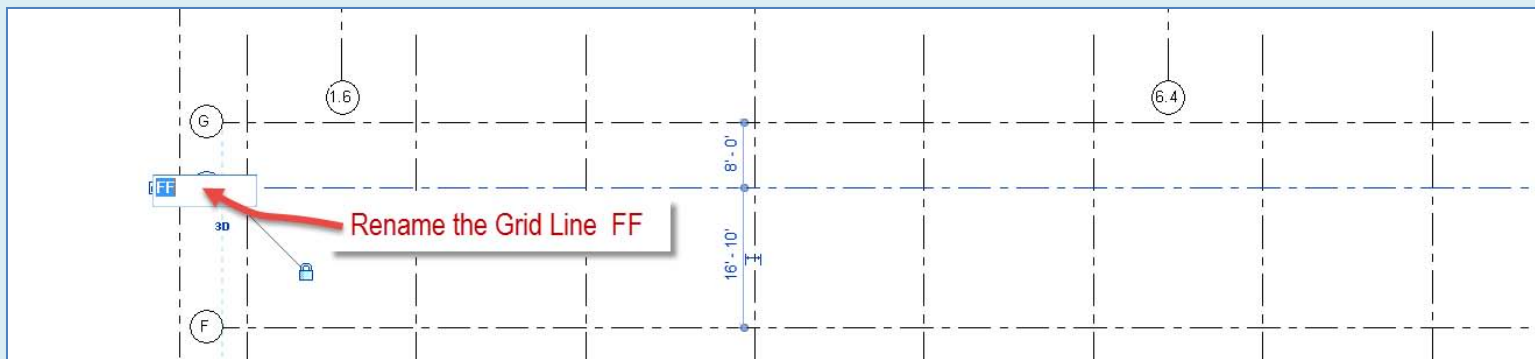 1.6
6.4
G
8' - 0'
FF
Rename the Grid Line FF
3D
16' - 10'
F